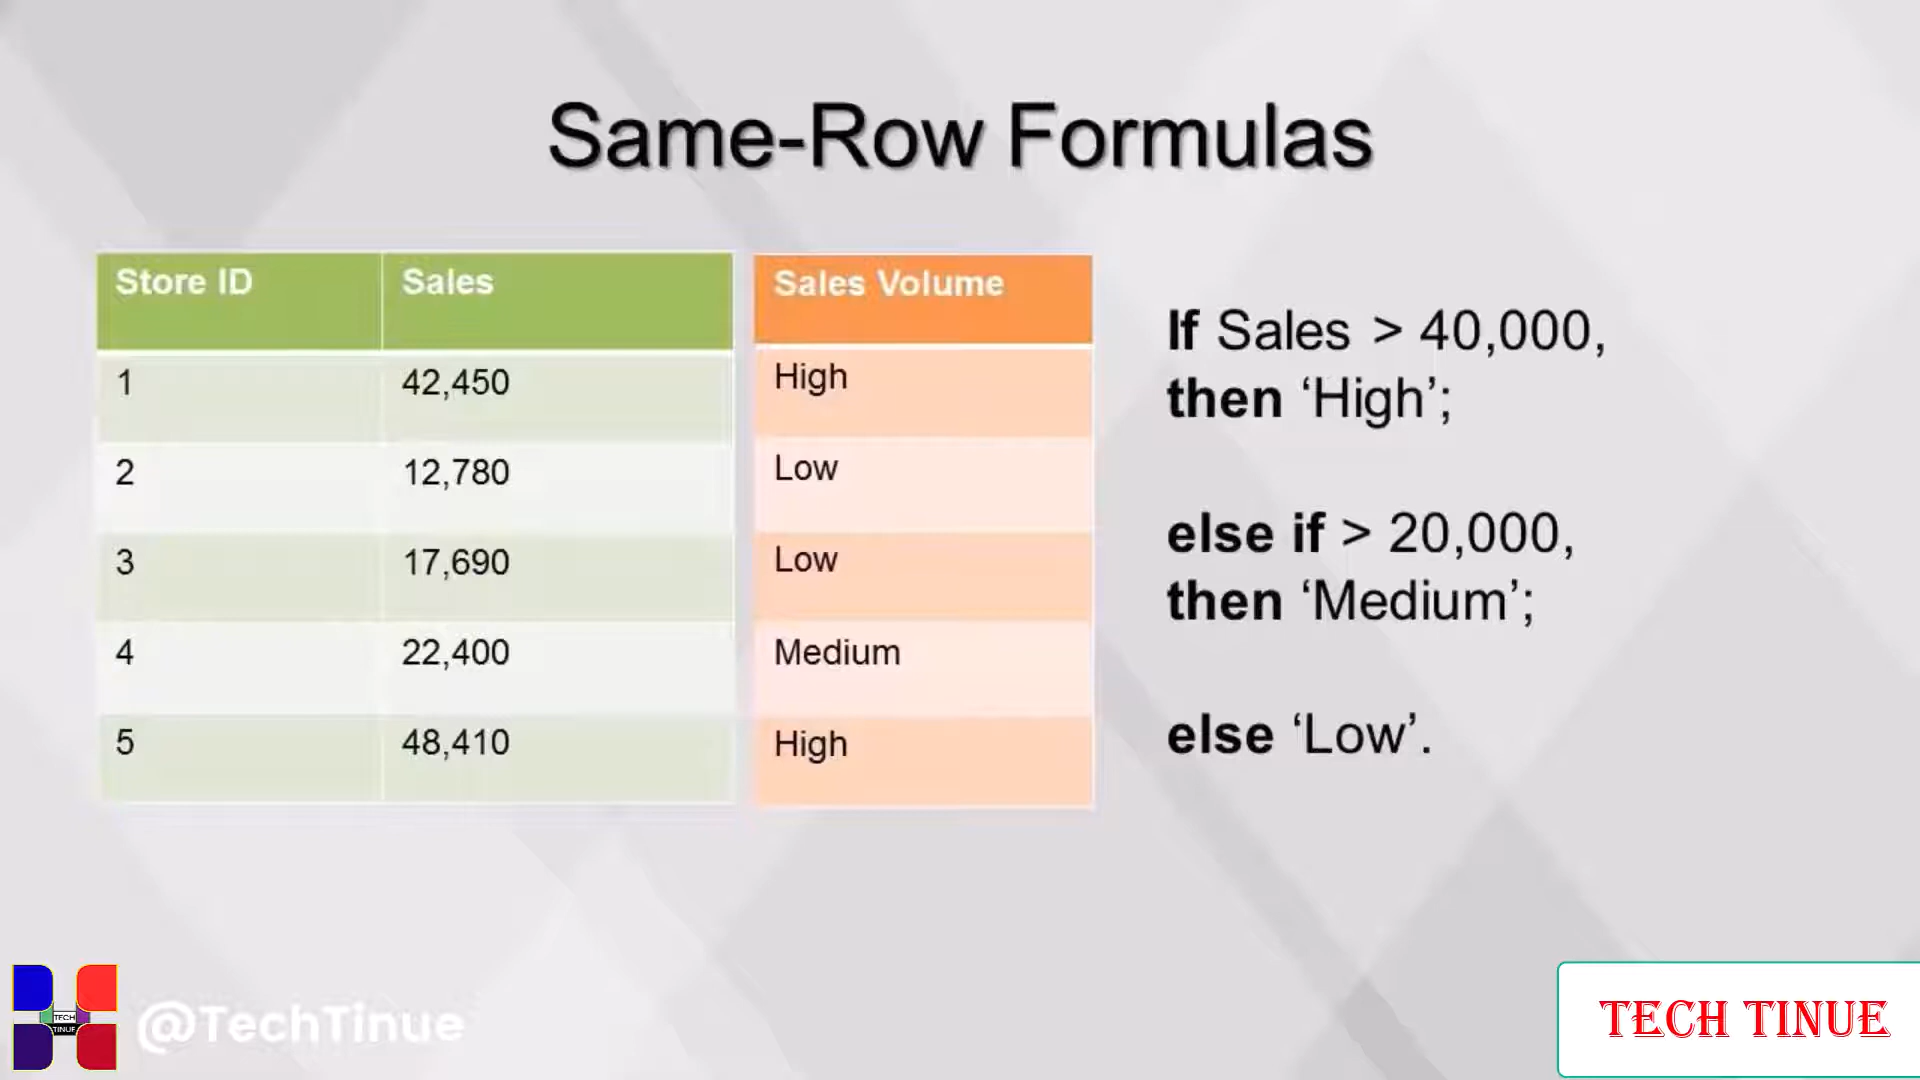 Same-Row Formulas
Store ID Sales Sales Volume
1 42,450 High
2 12,780 Low
3 17,690 Low
4 22,400 Medium
5 48,410 High
If Sales > 40,000,
then ‘High’;
else if > 20,000,
then ‘Medium’;
else ‘Low’.
TECH
TINUE
@TechTinue
TECH TINUE